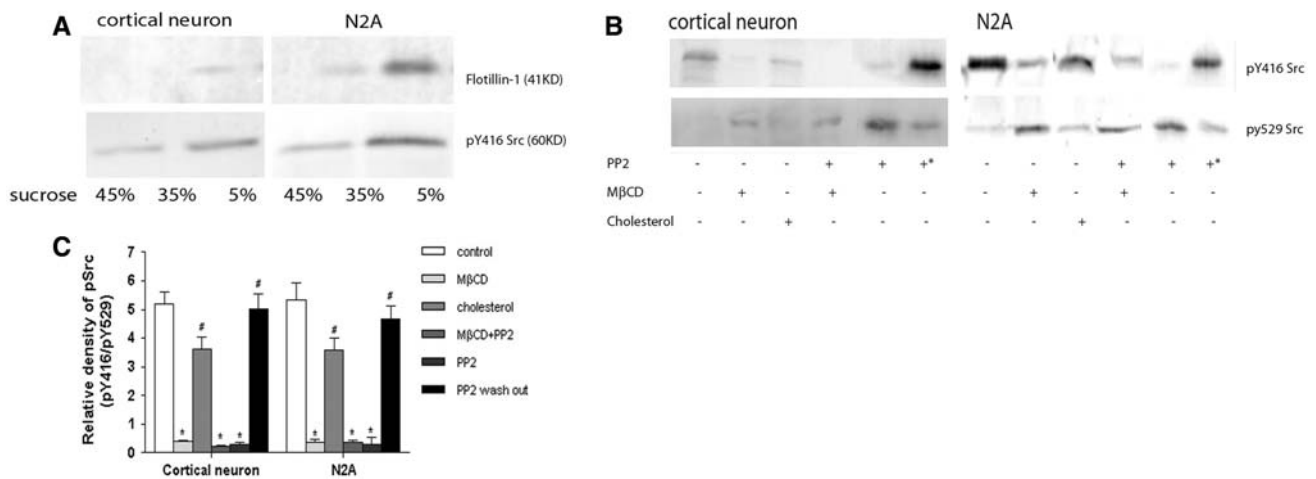 A
cortical neuron N2A
Flotillin-1 (41KD)
pY416 Src (60KD)
sucrose 45% 35% 5% 45% 35% 5%
B
cortical neuron N2A
pY416 Src
py529 Src
PP2 - - - + + +* - - - + + +*
MβCD - + - + - - - + - + - -
Cholesterol - - + - - - - - + - - -
C
Relative density of pSrc
(pY416/pY529)
7
6
5
4
3
2
1
0
* # * * # * # * * #
Cortical neuron N2A
control
MβCD
cholesterol
MβCD+PP2
PP2
PP2 wash out